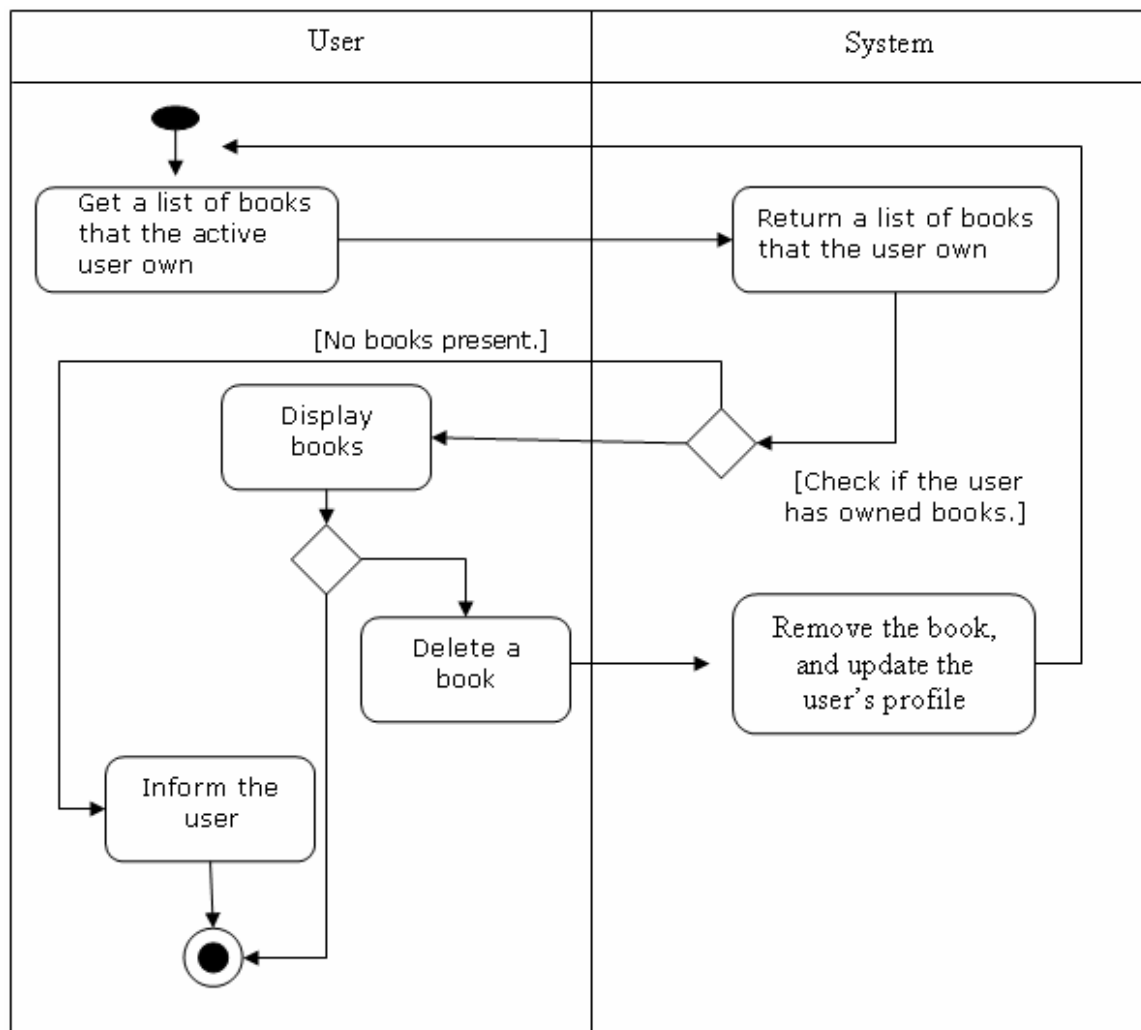 User
System
Get a list of books
that the active
user own
Return a list of books
that the user own
[No books present.]
Display
books
[Check if the user
has owned books.]
Delete a
book
Remove the book,
and update the
user’s profile
Inform the
user